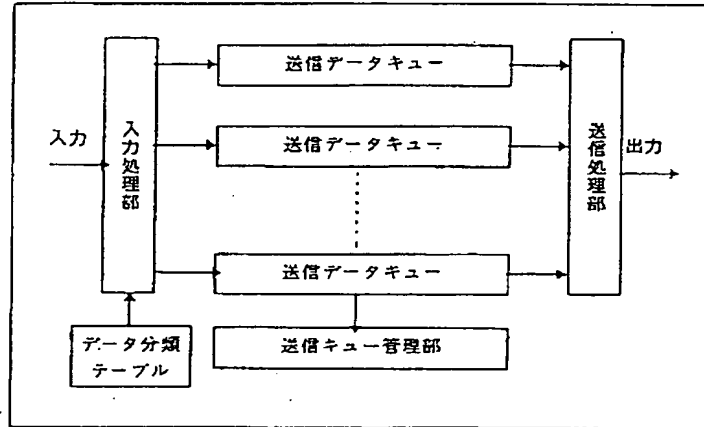 送信データキュー
入力
入力処理部
送信データキュー
送信処理部
出力
送信データキュー
データ分類
テーブル
送信キュー管理部